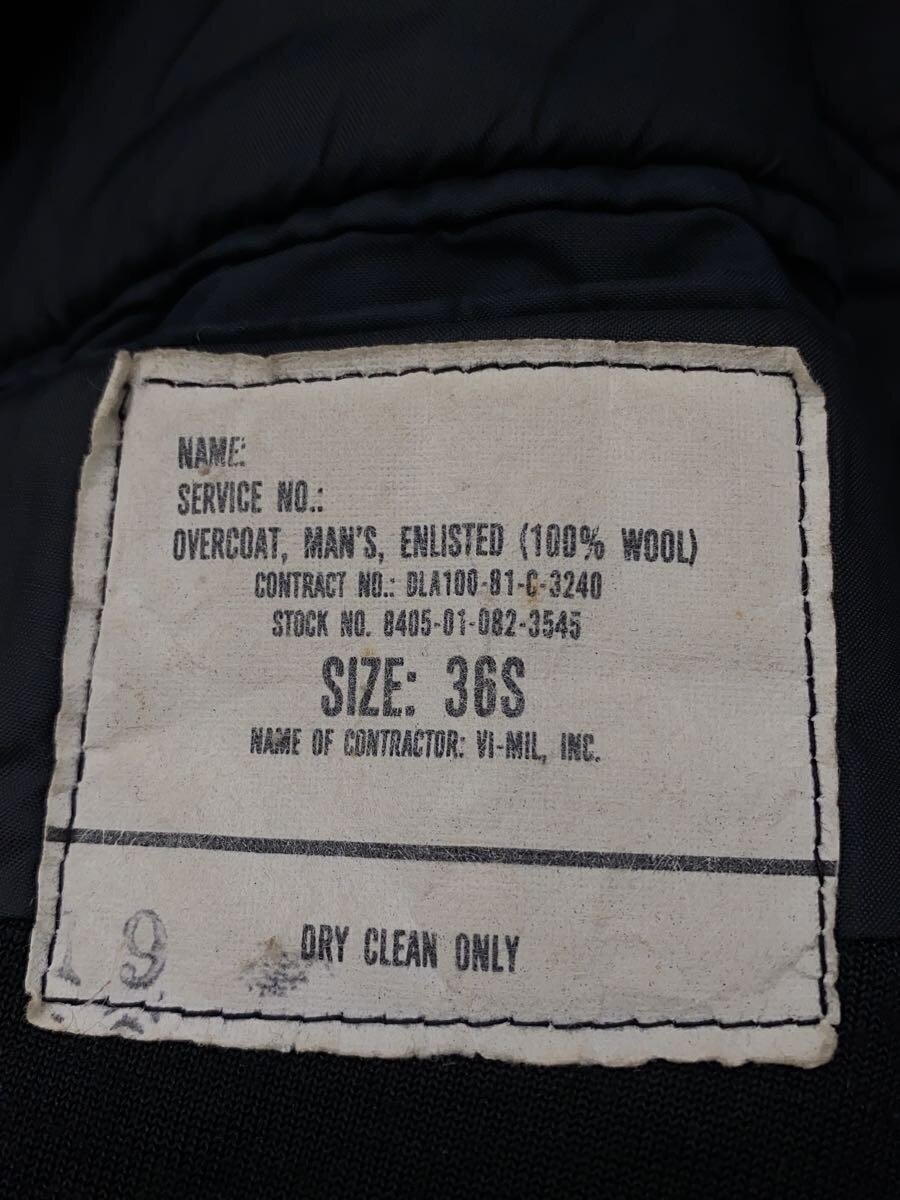 NAME:
SERVICE NO.:
OVERCOAT, MAN'S, ENLISTED (100% WOOL)
CONTRACT NO.: DLA100-81-C-3240
STOCK NO. 8405-01-082-3545
SIZE: 36S
NAME OF CONTRACTOR: VI-MIL, INC.
19
DRY CLEAN ONLY